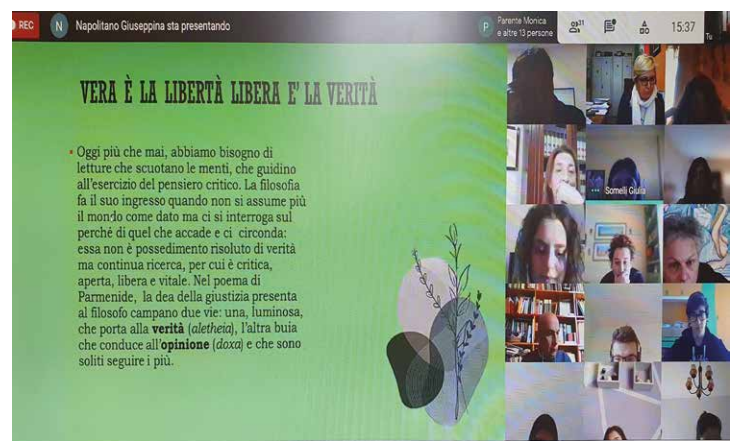 REC
N Napolitano Giuseppina sta presentando
P Parente Monica
e altre 13 persone
31
15:37
Tu
VERA È LA LIBERTÀ LIBERA E' LA VERITÀ
Oggi più che mai, abbiamo bisogno di
letture che scuotano le menti, che guidino
all'esercizio del pensiero critico. La filosofia
fa il suo ingresso quando non si assume più
il mondo come dato ma ci si interroga sul
perché di quel che accade e ci circonda:
essa non è possedimento risoluto di verità
ma continua ricerca, per cui è critica,
aperta, libera e vitale. Nel poema di
Parmenide, la dea della giustizia presenta
al filosofo campano due vie: una, luminosa,
che porta alla verità (aletheia), l'altra buia
che conduce all'opinione (doxa) e che sono
soliti seguire i più.
Somelli Giulia